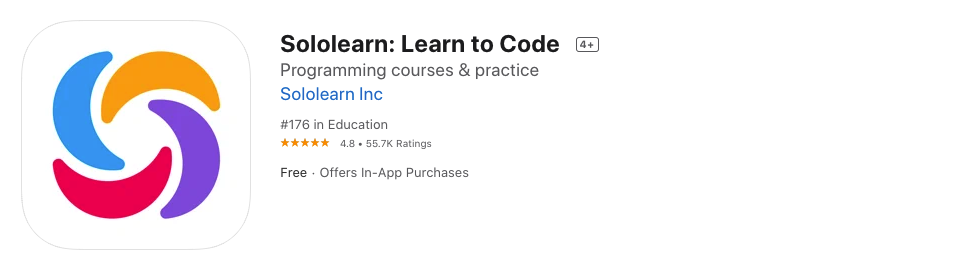 Sololearn: Learn to Code 4+
Programming courses & practice
Sololearn Inc
#176 in Education
4.8 • 55.7K Ratings
Free · Offers In-App Purchases